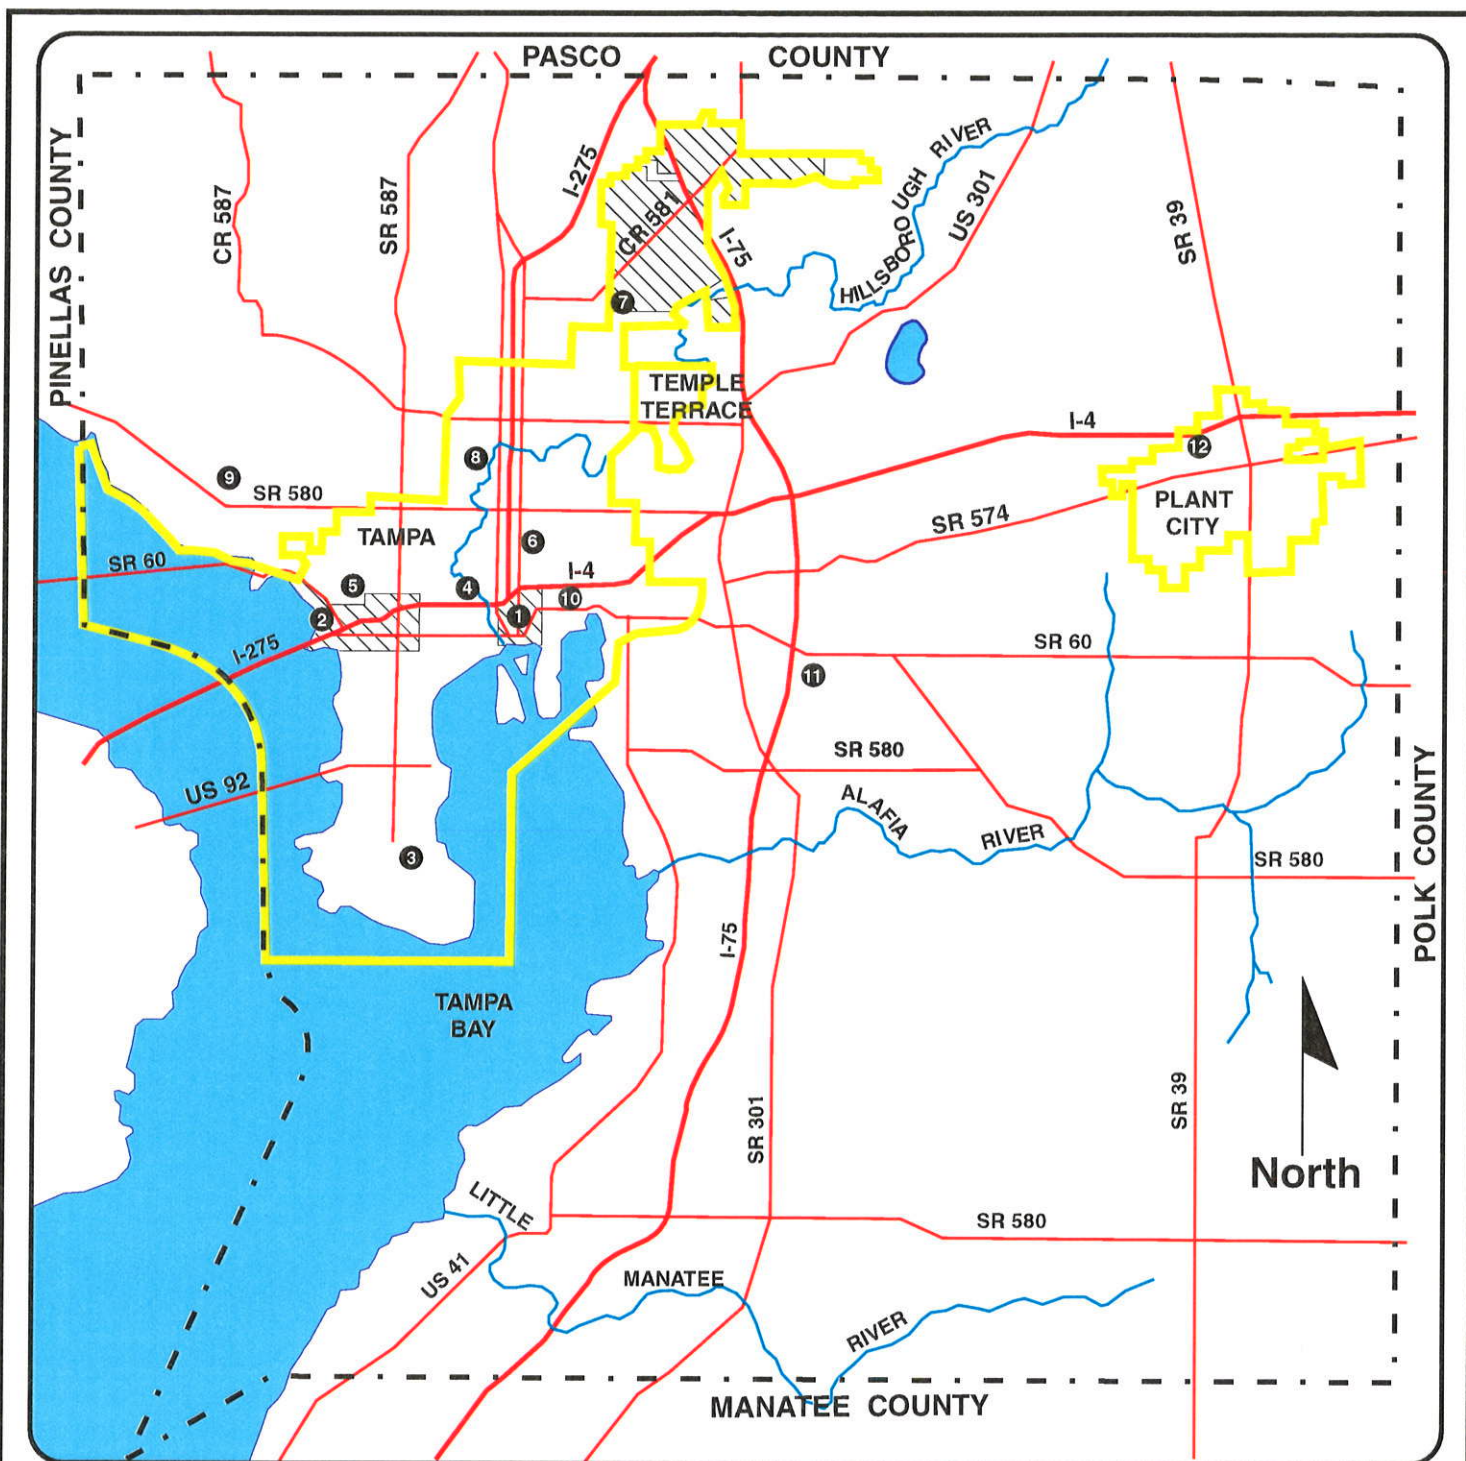 PASCO COUNTY
PINELLAS COUNTY
CR 587
SR 587
I-275
CR 581
I-75
HILLSBOROUGH RIVER
US 301
SR 39
7
TEMPLE
TERRACE
I-4
12
8
9
SR 580
PLANT
CITY
SR 574
TAMPA
6
SR 60
I-4
5
4
10
2
1
I-275
SR 60
11
SR 580
US 92
ALAFIA
RIVER
3
SR 580
POLK COUNTY
I-75
TAMPA
BAY
SR 301
SR 39
North
LITTLE
SR 580
US 41
MANATEE
RIVER
MANATEE COUNTY